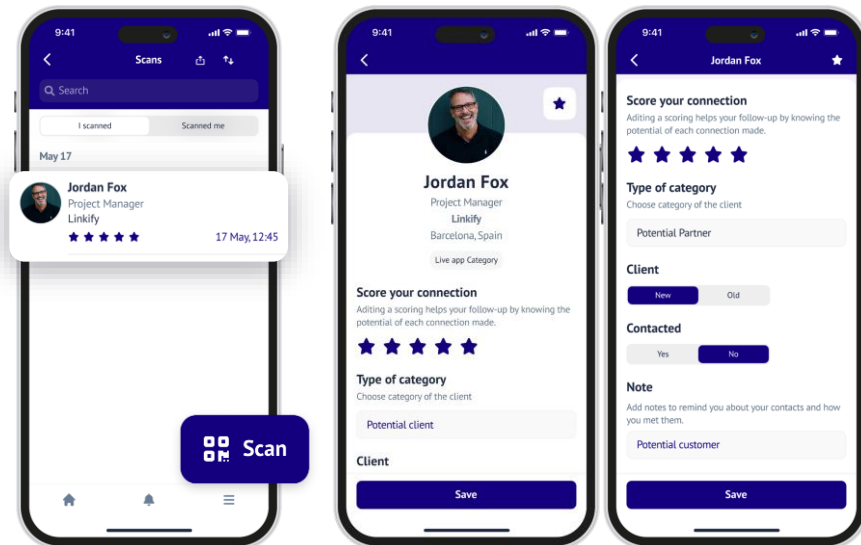 9:41
Scans
Search
I scanned
Scanned me
May 17
Jordan Fox
Project Manager
Linkify
17 May, 12:45
Scan
Jordan Fox
Project Manager
Linkify
Barcelona, Spain
Live app Category
Score your connection
Aditing a scoring helps your follow-up by knowing the
potential of each connection made.
Type of category
Choose category of the client
Potential client
Client
Save
9:41
9:41
Jordan Fox
Score your connection
Aditing a scoring helps your follow-up by knowing the
potential of each connection made.
Type of category
Choose category of the client
Potential Partner
Client
New
Old
Contacted
Yes
No
Note
Add notes to remind you about your contacts and how
you met them.
Potential customer
Save